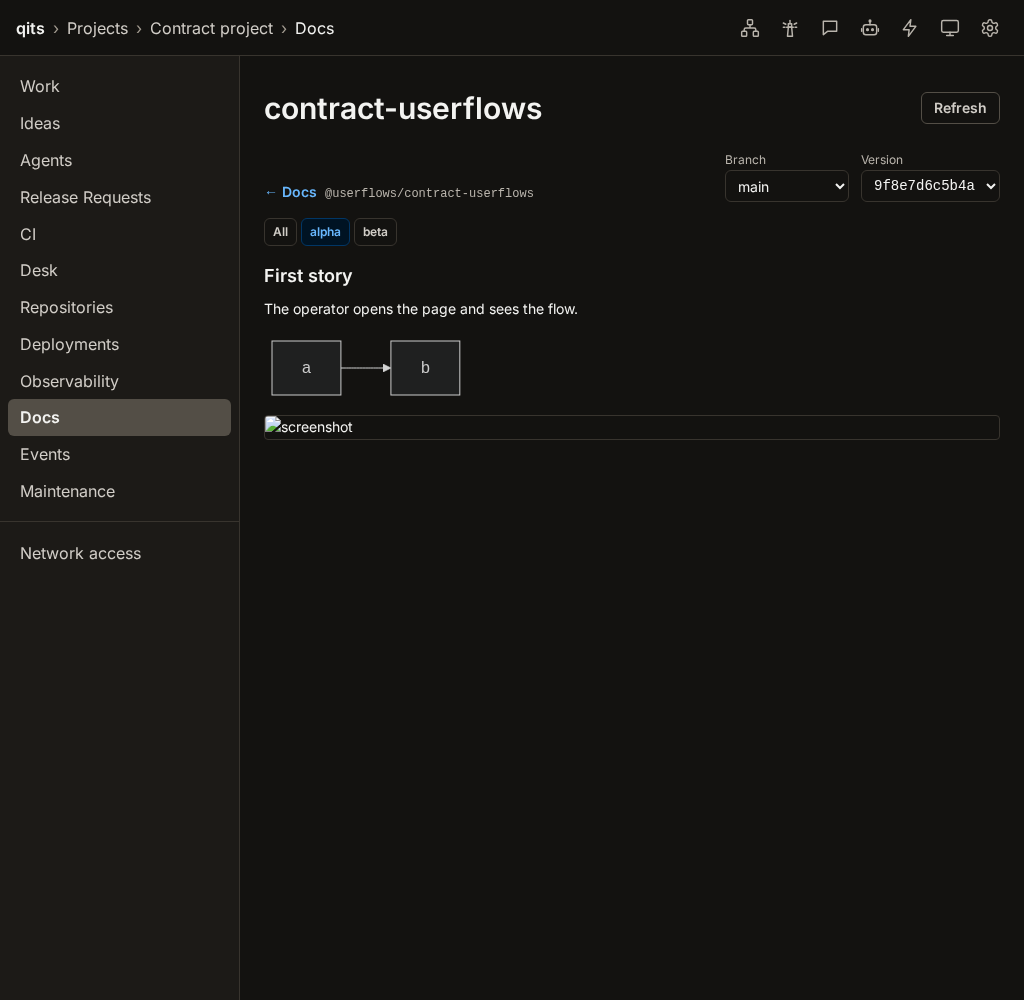 qits › Projects › Contract project › Docs
Work
Ideas
Agents
Release Requests
CI
Desk
Repositories
Deployments
Observability
Docs
Events
Maintenance
Network access
contract-userflows
Refresh
Branch
Version
← Docs @userflows/contract-userflows
main
9f8e7d6c5b4a
All
alpha
beta
First story
The operator opens the page and sees the flow.
a
b
screenshot